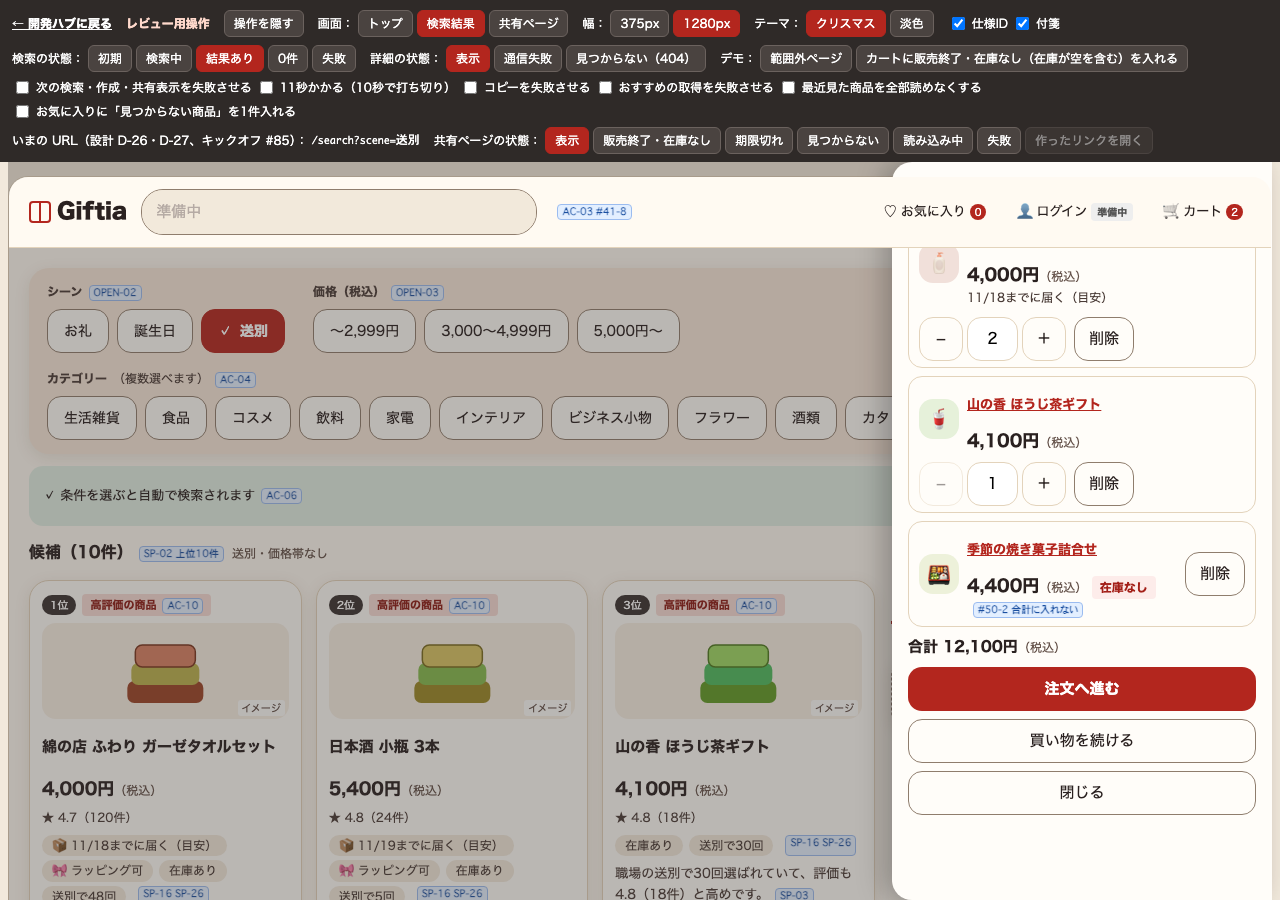 ← 開発ハブに戻る レビュー用操作 操作を隠す 画面： トップ 検索結果 共有ページ 幅： 375px 1280px テーマ： クリスマス 淡色 仕様ID 付箋
検索の状態： 初期 検索中 結果あり 0件 失敗 詳細の状態： 表示 通信失敗 見つからない（404） デモ： 範囲外ページ カートに販売終了・在庫なし（在庫が空を含む）を入れる
次の検索・作成・共有表示を失敗させる 11秒かかる（10秒で打ち切り） コピーを失敗させる おすすめの取得を失敗させる 最近見た商品を全部読めなくする
お気に入りに「見つからない商品」を1件入れる
いまの URL（設計 D-26・D-27、キックオフ #85）： /search?scene=送別 共有ページの状態： 表示 販売終了・在庫なし 期限切れ 見つからない 読み込み中 失敗 作ったリンクを開く
Giftia 準備中 AC-03 #41-8 ♡ お気に入り 0 ログイン 準備中 カート 2
シーン OPEN-02 価格（税込） OPEN-03
お礼 誕生日 ✓ 送別 〜2,999円 3,000〜4,999円 5,000円〜
カテゴリー （複数選べます） AC-04
生活雑貨 食品 コスメ 飲料 家電 インテリア ビジネス小物 フラワー 酒類 カタ
✓ 条件を選ぶと自動で検索されます AC-06
候補（10件） SP-02 上位10件 送別・価格帯なし
1位 高評価の商品 AC-10
イメージ
綿の店 ふわり ガーゼタオルセット
4,000円（税込）
★ 4.7（120件）
📦 11/18までに届く（目安）
🎀 ラッピング可 在庫あり
送別で48回 SP-16 SP-26
2位 高評価の商品 AC-10
イメージ
日本酒 小瓶 3本
5,400円（税込）
★ 4.8（24件）
📦 11/19までに届く（目安）
🎀 ラッピング可 在庫あり
送別で5回 SP-16 SP-26
3位 高評価の商品 AC-10
イメージ
山の香 ほうじ茶ギフト
4,100円（税込）
★ 4.8（18件）
在庫あり 送別で30回 SP-16 SP-26
職場の送別で30回選ばれていて、評価も
4.8（18件）と高めです。 SP-03
4,000円（税込）
11/18までに届く（目安）
− 2 ＋ 削除
山の香 ほうじ茶ギフト
4,100円（税込）
− 1 ＋ 削除
季節の焼き菓子詰合せ
4,400円（税込） 在庫なし 削除
#50-2 合計に入れない
合計 12,100円（税込）
注文へ進む
買い物を続ける
閉じる